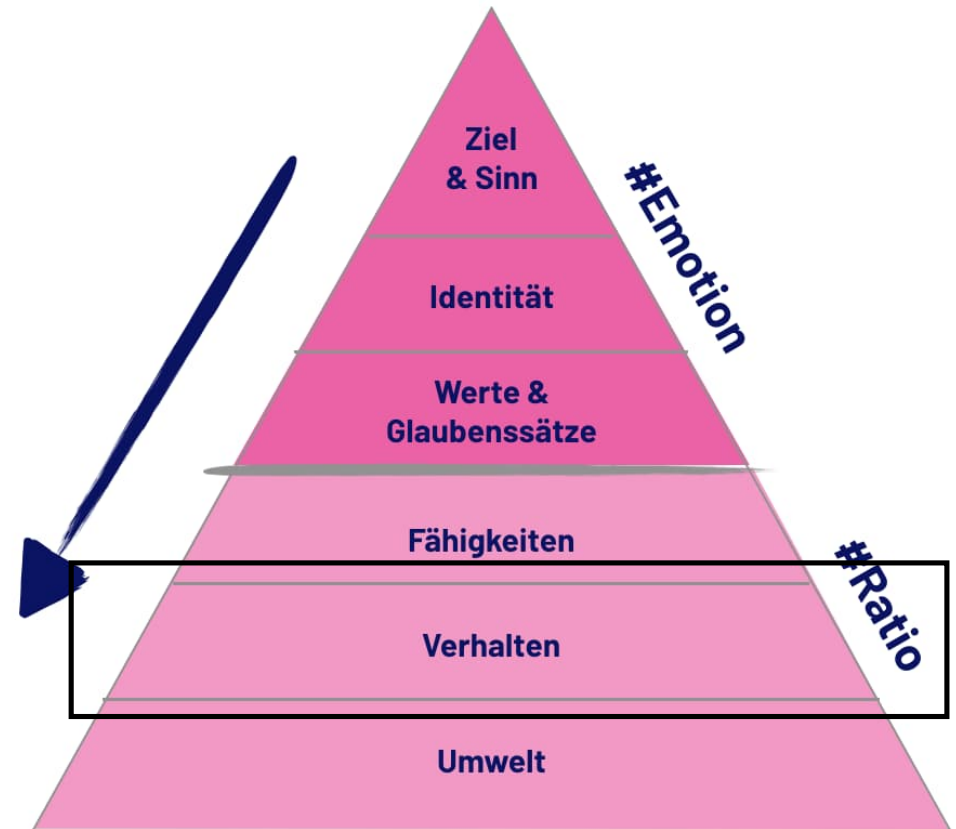 Ziel
& Sinn
#Emotion
Identität
Werte &
Glaubenssätze
Fähigkeiten
#Ratio
Verhalten
Umwelt